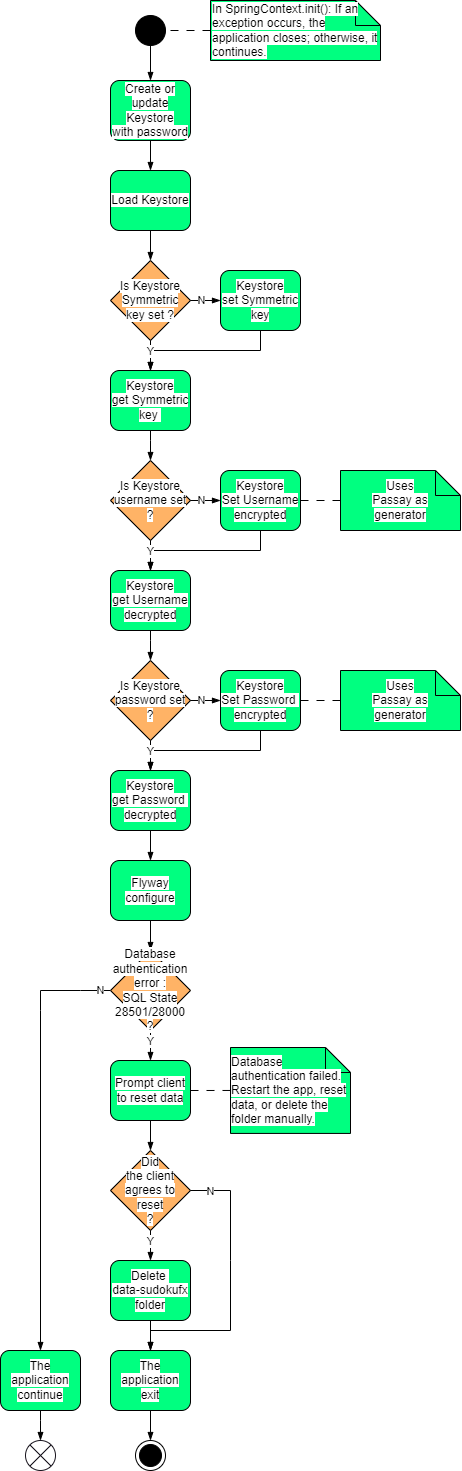 In SpringContext.init(): If an
exception occurs, the
application closes; otherwise, it
continues.
Create or
update
Keystore
with password
Load Keystore
Is Keystore
Symmetric
key set ?
N
Keystore
set Symmetric
key
Y
Keystore
get Symmetric
key
Is Keystore
username set
?
N
Keystore
Set Username
encrypted
Uses
Passay as
generator
Y
Keystore
get Username
decrypted
Is Keystore
password set
?
N
Keystore
Set Password
encrypted
Uses
Passay as
generator
Y
Keystore
get Password
decrypted
Flyway
configure
Database
authentication
error :
SQL State
28501/28000
?
N
Y
Prompt client
to reset data
Database
authentication failed.
Restart the app, reset
data, or delete the
folder manually.
Did
the client
agrees to
reset
?
N
Y
Delete
data-sudokufx
folder
The
application
continue
The
application
exit